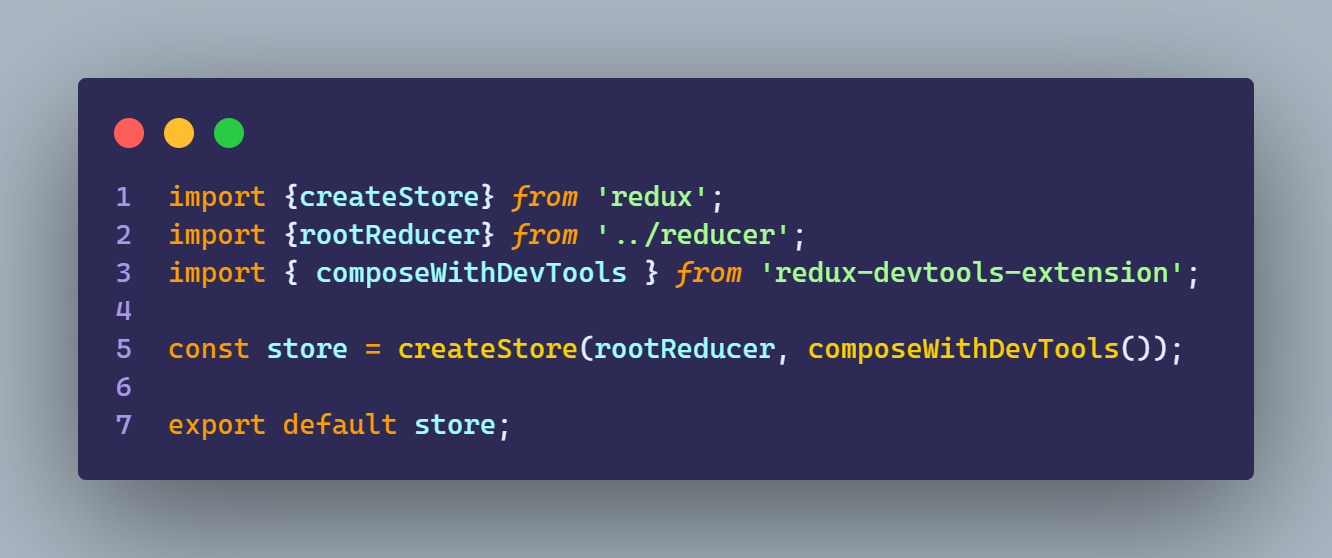 1 import {createStore} from 'redux';
2 import {rootReducer} from '../reducer';
3 import { composeWithDevTools } from 'redux-devtools-extension';
4
5 const store = createStore(rootReducer, composeWithDevTools());
6
7 export default store;